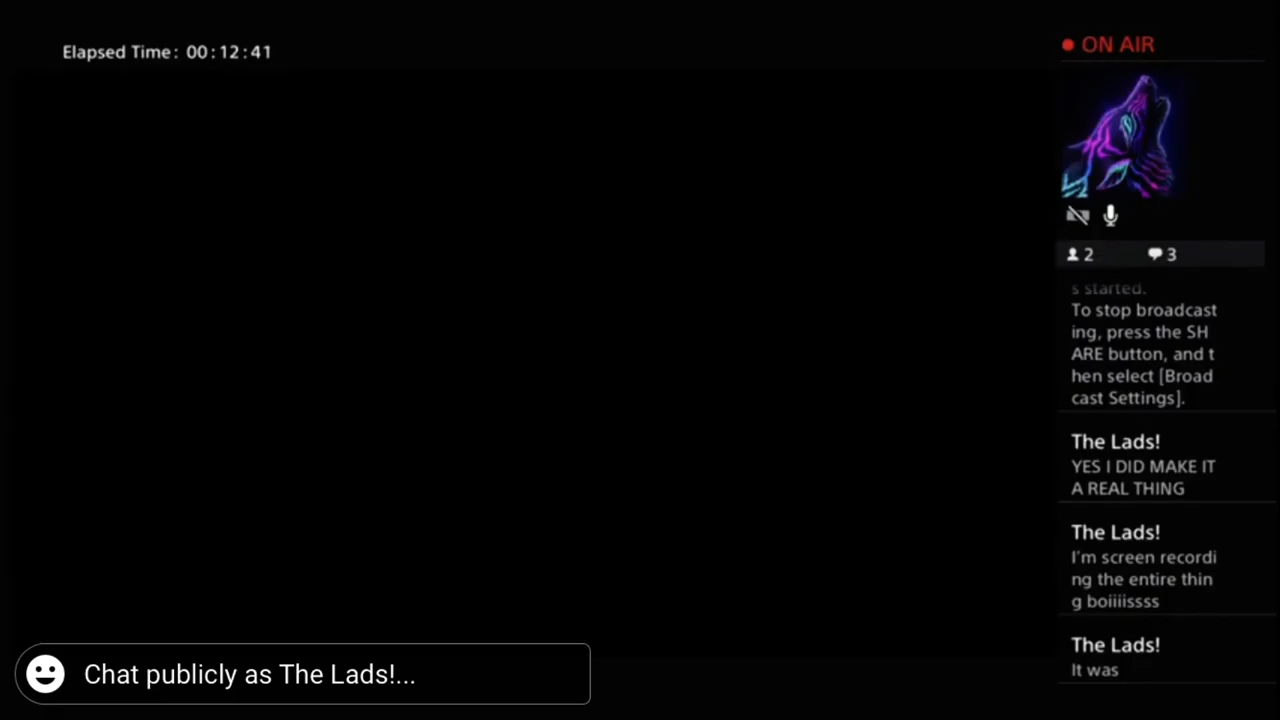 Elapsed Time: 00:12:41
ON AIR
2
3
s started.
To stop broadcast
ing, press the SH
ARE button, and t
hen select [Broad
cast Settings].
The Lads!
YES I DID MAKE IT
A REAL THING
The Lads!
I'm screen recordi
ng the entire thin
g boiiiissss
The Lads!
It was
Chat publicly as The Lads!...